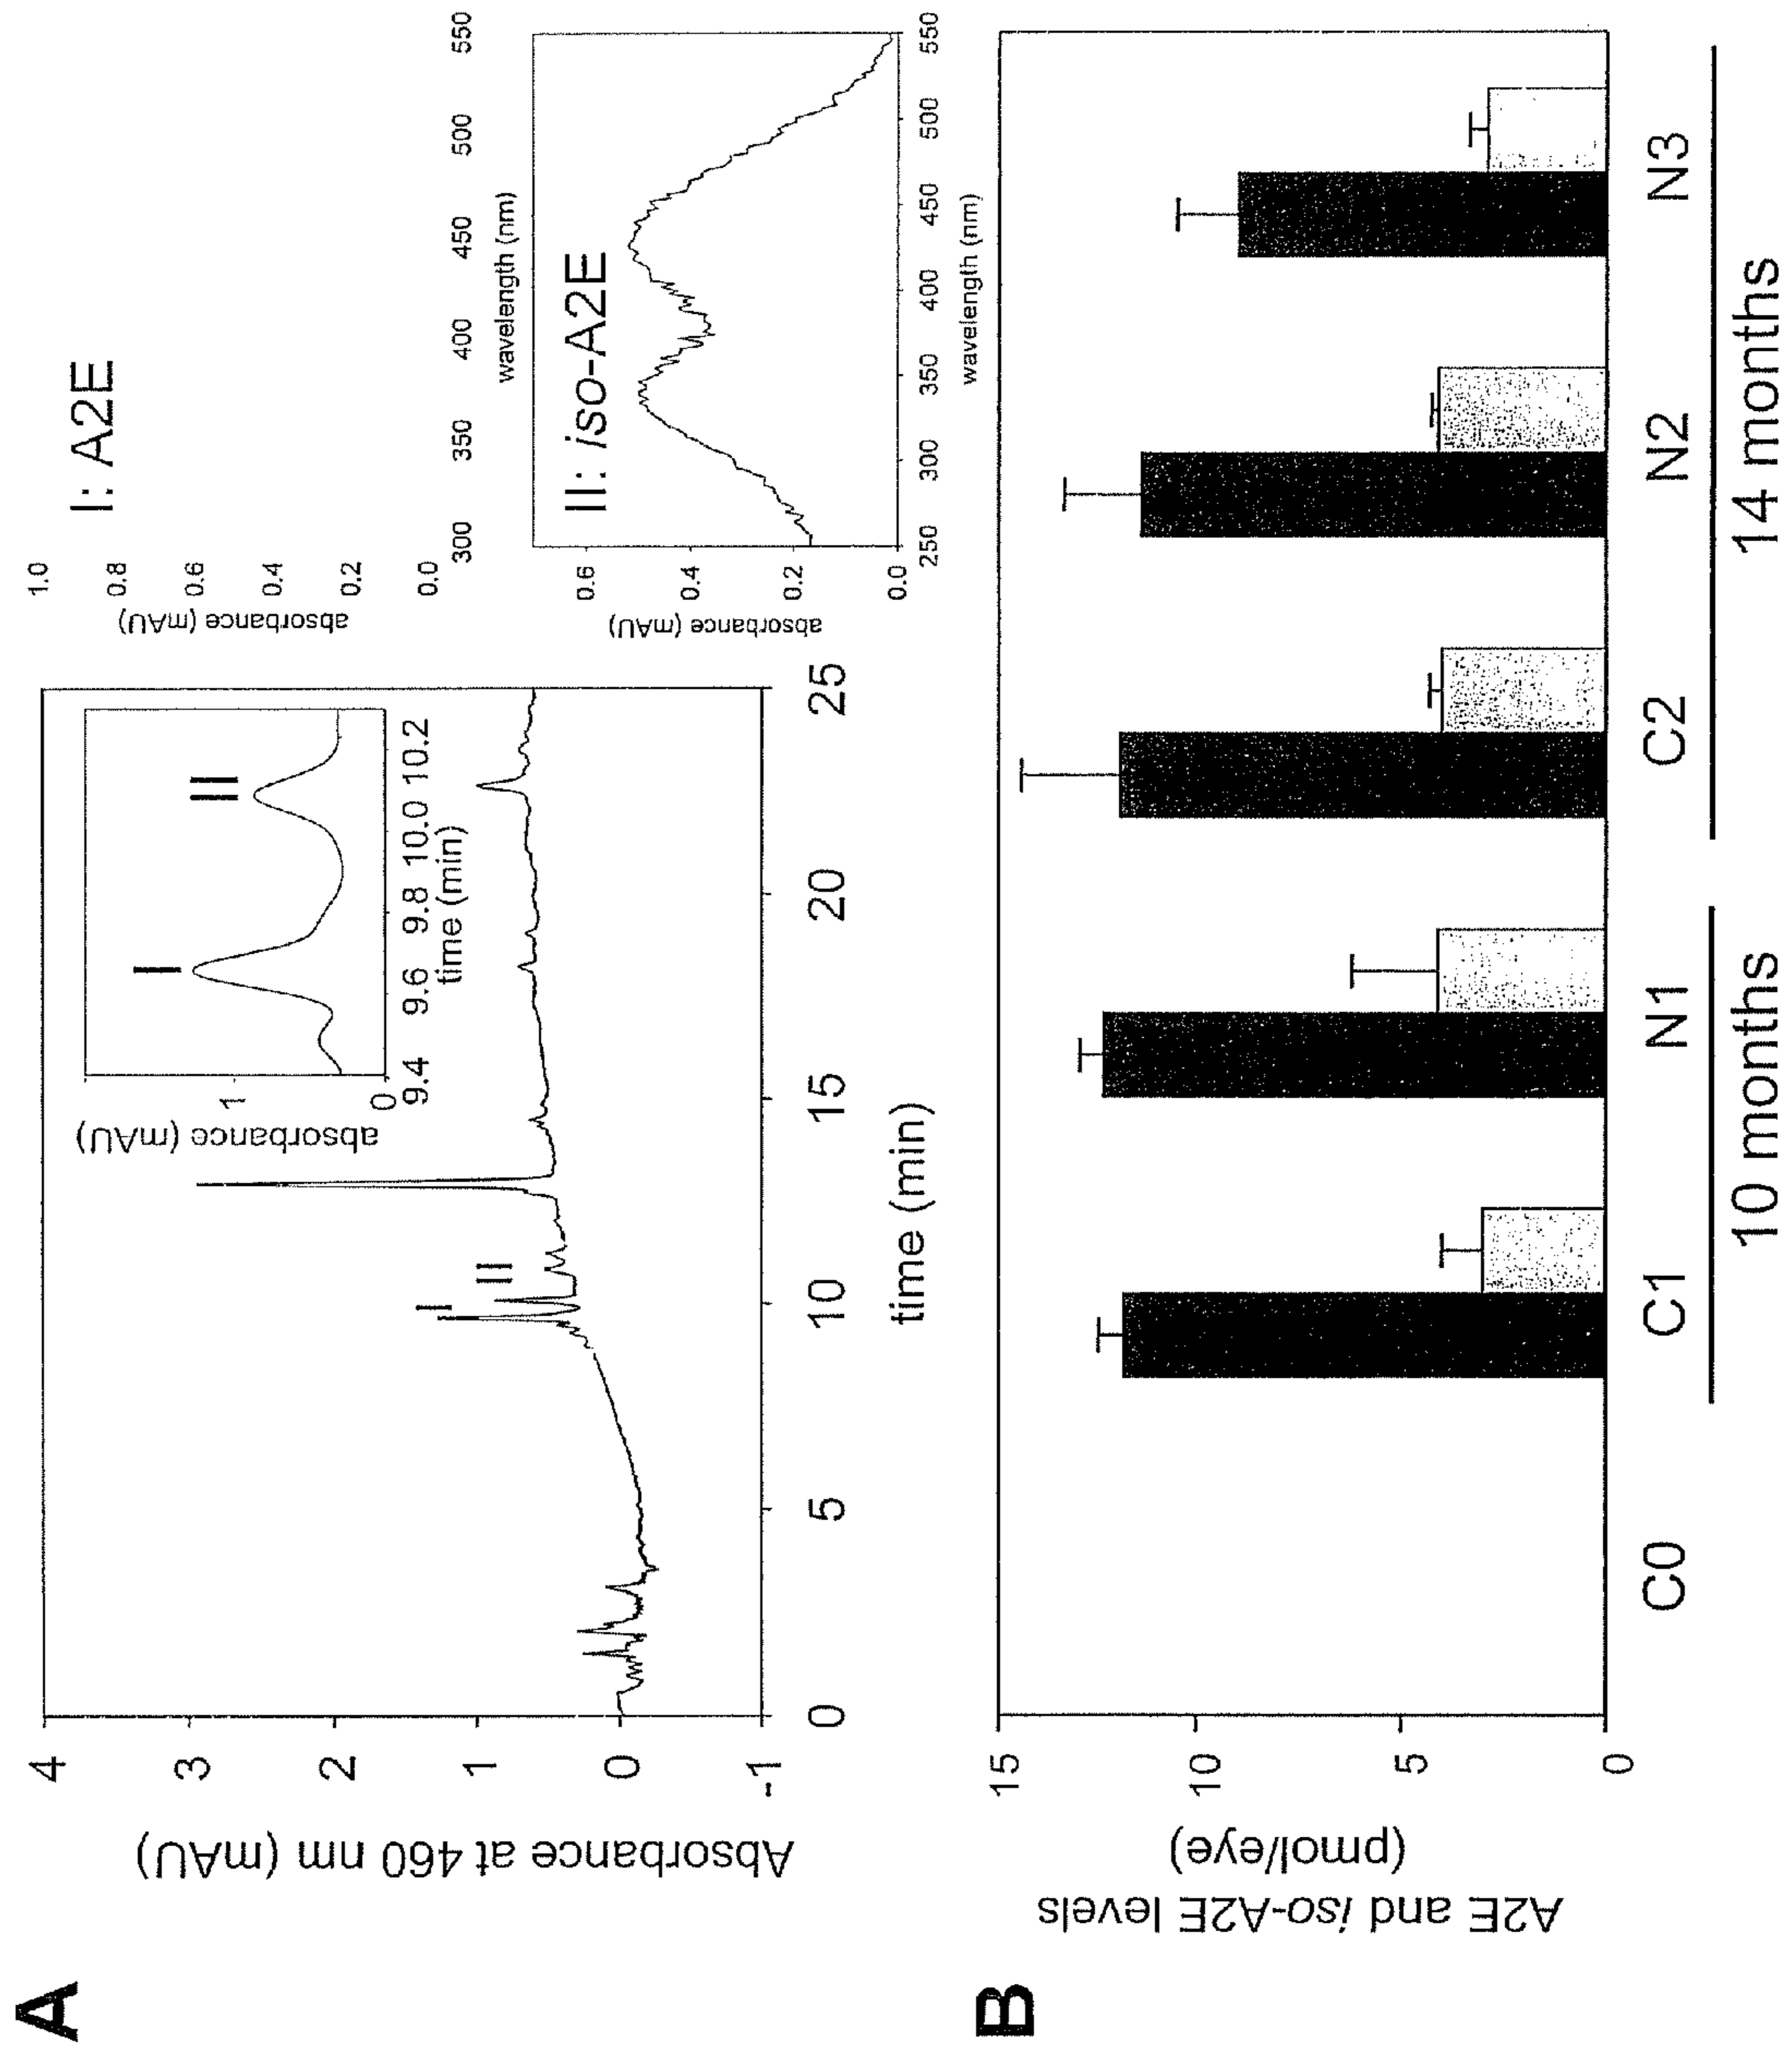 A
Absorbance at 460 nm (mAU)
4
3
2
1
0
-1
0 5 10 15 20 25
time (min)
I
II
absorbance (mAU)
1
0
9.4 9.6 9.8 10.0 10.2
time (min)
I
II
I: A2E
absorbance (mAU)
1.0
0.8
0.6
0.4
0.2
0.0
300 350 400 450 500 550
wavelength (nm)
II: iso-A2E
absorbance (mAU)
0.6
0.4
0.2
0.0
250 300 350 400 450 500 550
wavelength (nm)
B
A2E and iso-A2E levels
(pmol/eye)
15
10
5
0
C0 C1 N1 C2 N2 N3
10 months 14 months